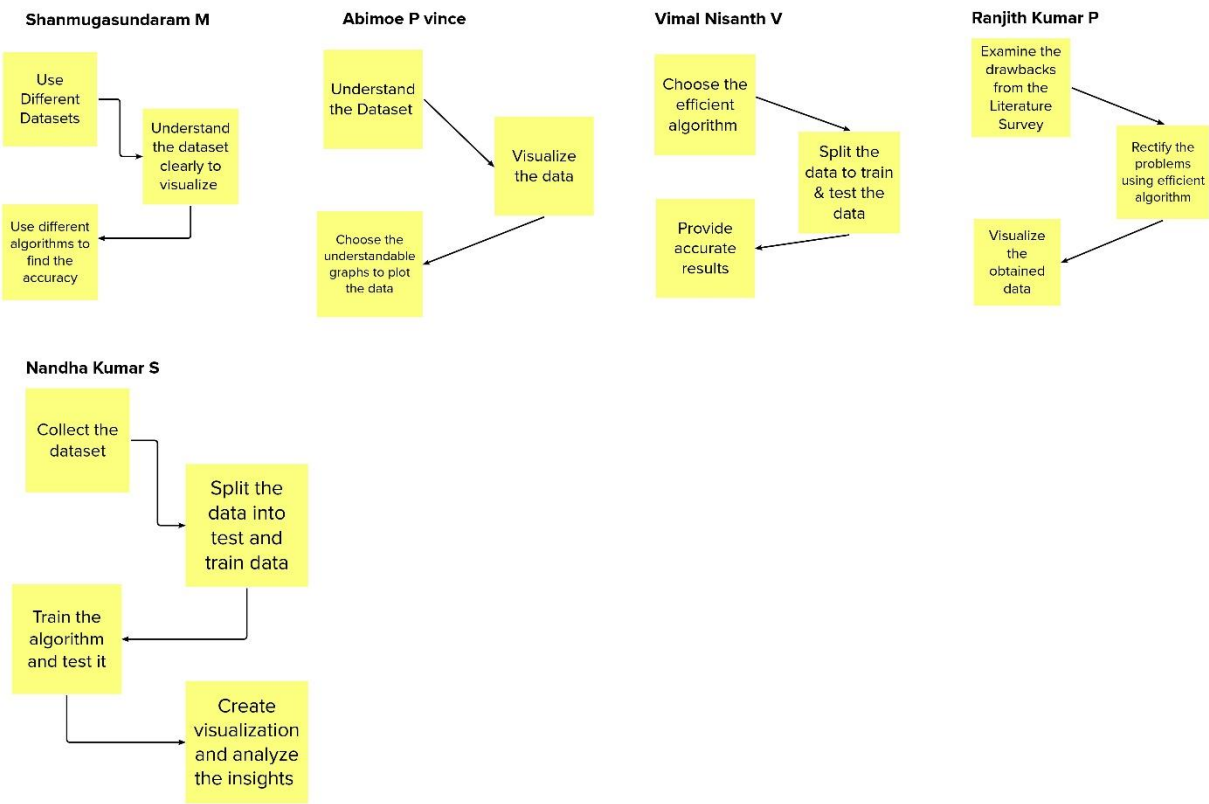 Shanmugasundaram M
Use
Different
Datasets
Understand
the dataset
clearly to
visualize
Use different
algorithms to
find the
accuracy
Abimoe P vince
Understand
the Dataset
Visualize
the data
Choose the
understandable
graphs to plot
the data
Vimal Nisanth V
Choose the
efficient
algorithm
Split the
data to train
& test the
data
Provide
accurate
results
Ranjith Kumar P
Examine the
drawbacks
from the
Literature
Survey
Rectify the
problems
using efficient
algorithm
Visualize
the
obtained
data
Nandha Kumar S
Collect the
dataset
Split the
data into
test and
train data
Train the
algorithm
and test it
Create
visualization
and analyze
the insights